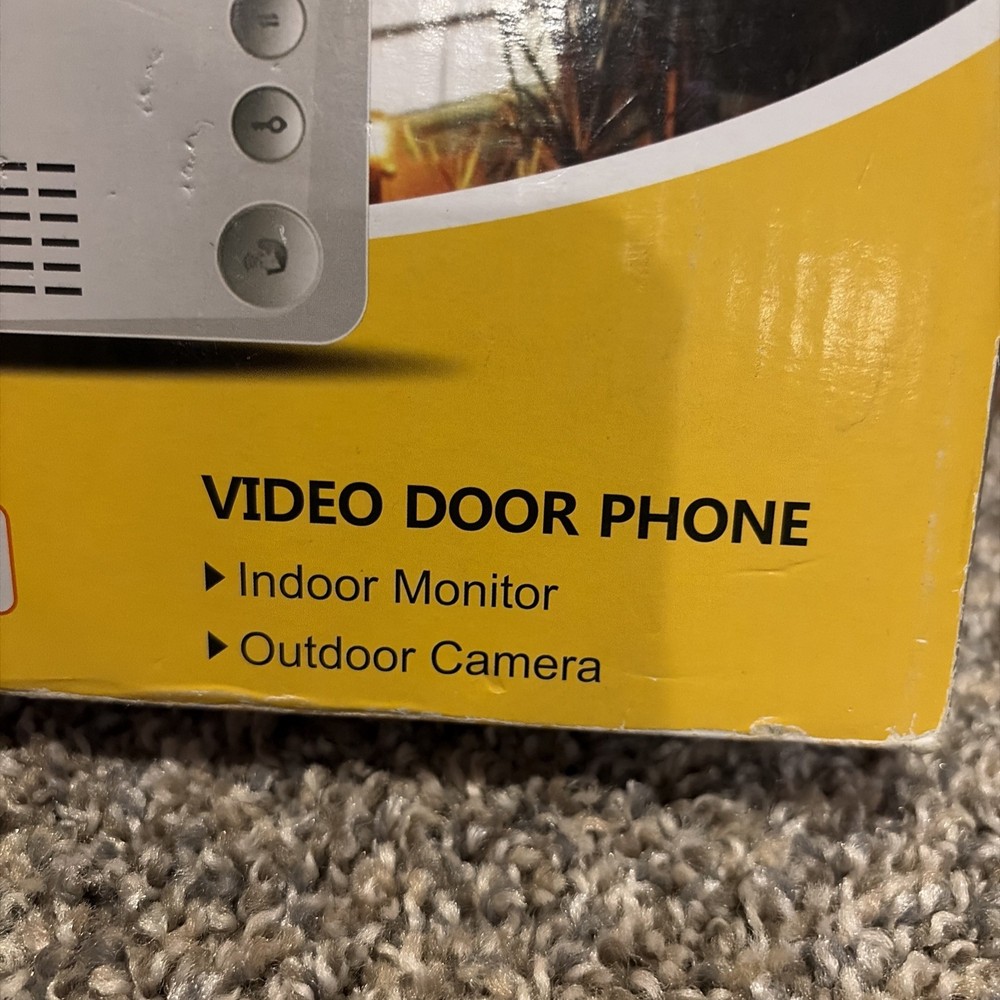 VIDEO DOOR PHONE
Indoor Monitor
Outdoor Camera